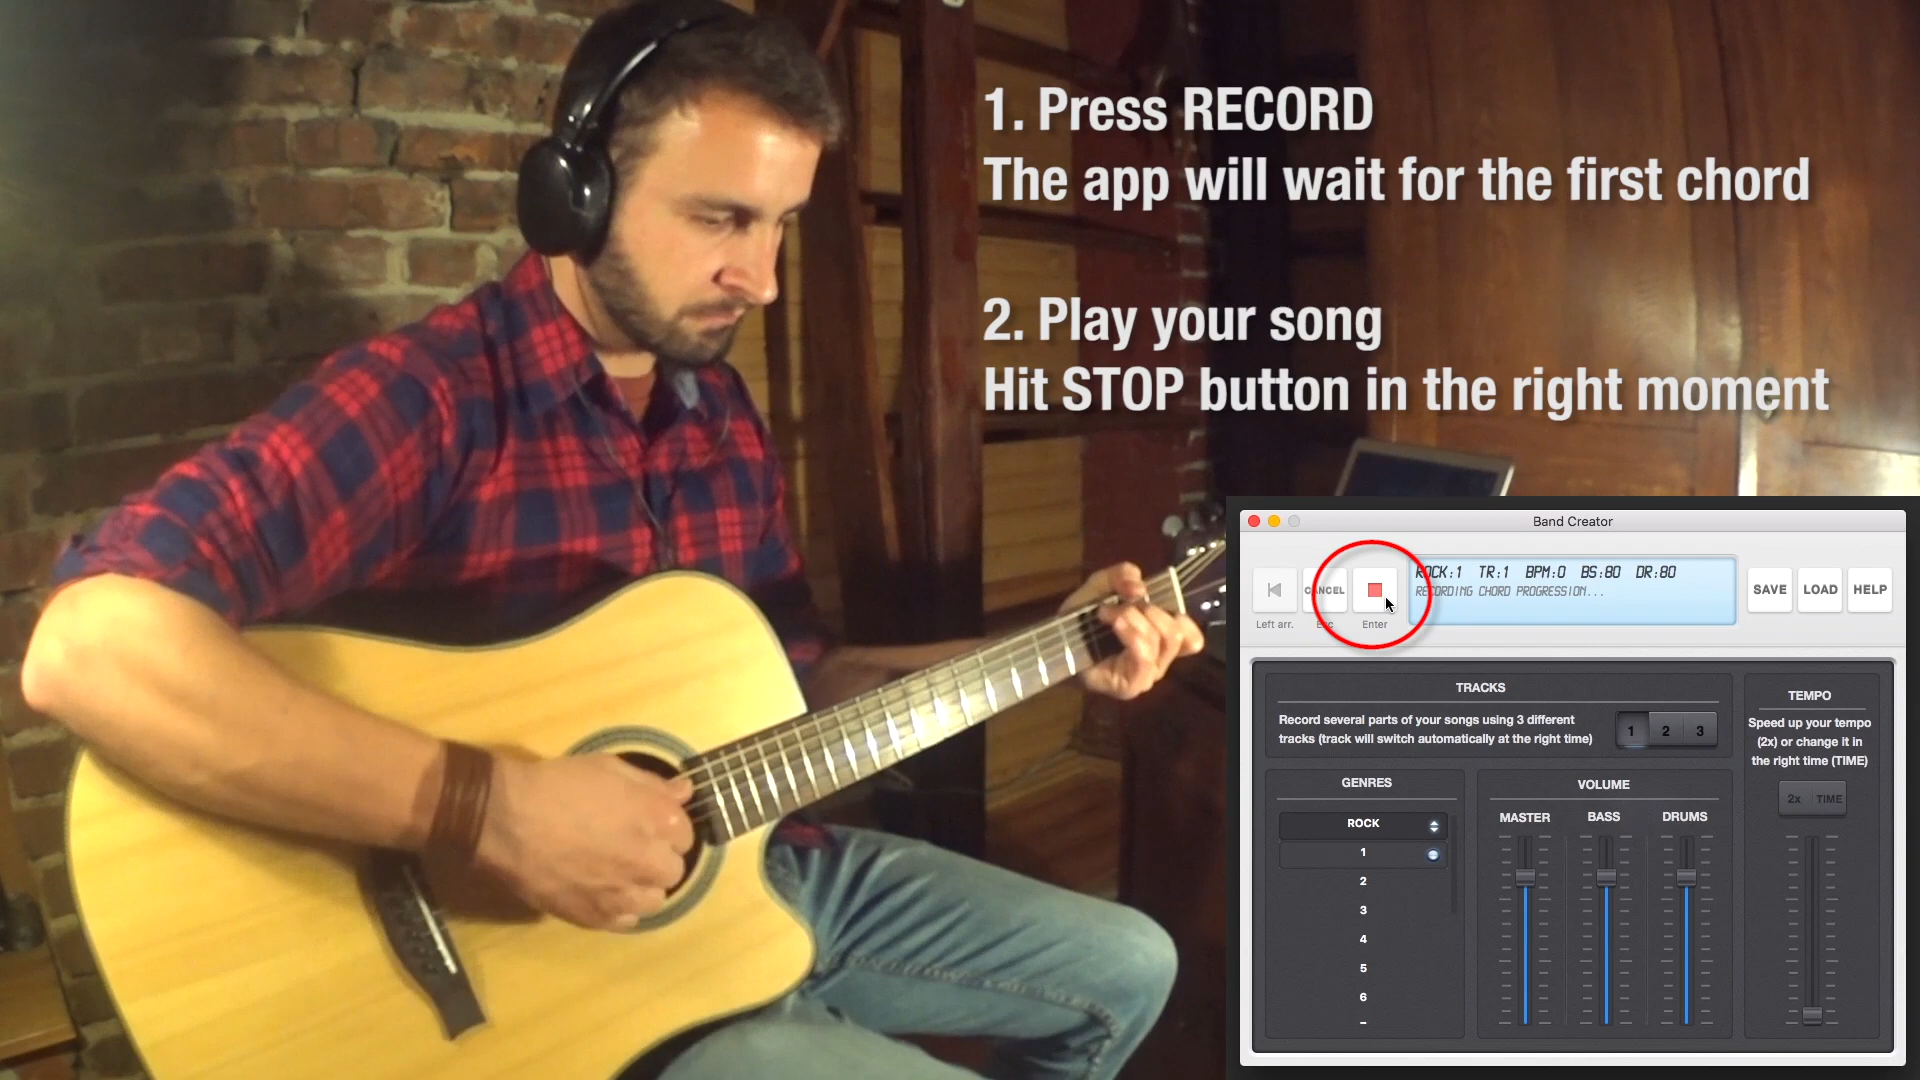 1. Press RECORD
The app will wait for the first chord
2. Play your song
Hit STOP button in the right moment
Band Creator
CANCEL
ROCK:1 TR:1 BPM:0 BS:80 DR:80
RECORDING CHORD PROGRESSION...
SAVE LOAD HELP
Left arr. Esc Enter
TRACKS
Record several parts of your songs using 3 different
tracks (track will switch automatically at the right time)
1 2 3
TEMPO
Speed up your tempo
(2x) or change it in
the right time (TIME)
2x TIME
GENRES
ROCK
1
2
3
4
5
6
VOLUME
MASTER BASS DRUMS